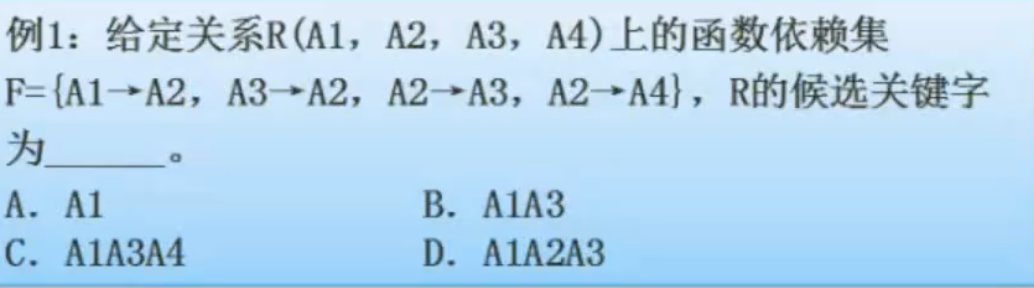 例1：给定关系R(A1，A2，A3，A4)上的函数依赖集
F={A1→A2，A3→A2，A2→A3，A2→A4}，R的候选关键字
为______。
A. A1 B. A1A3
C. A1A3A4 D. A1A2A3